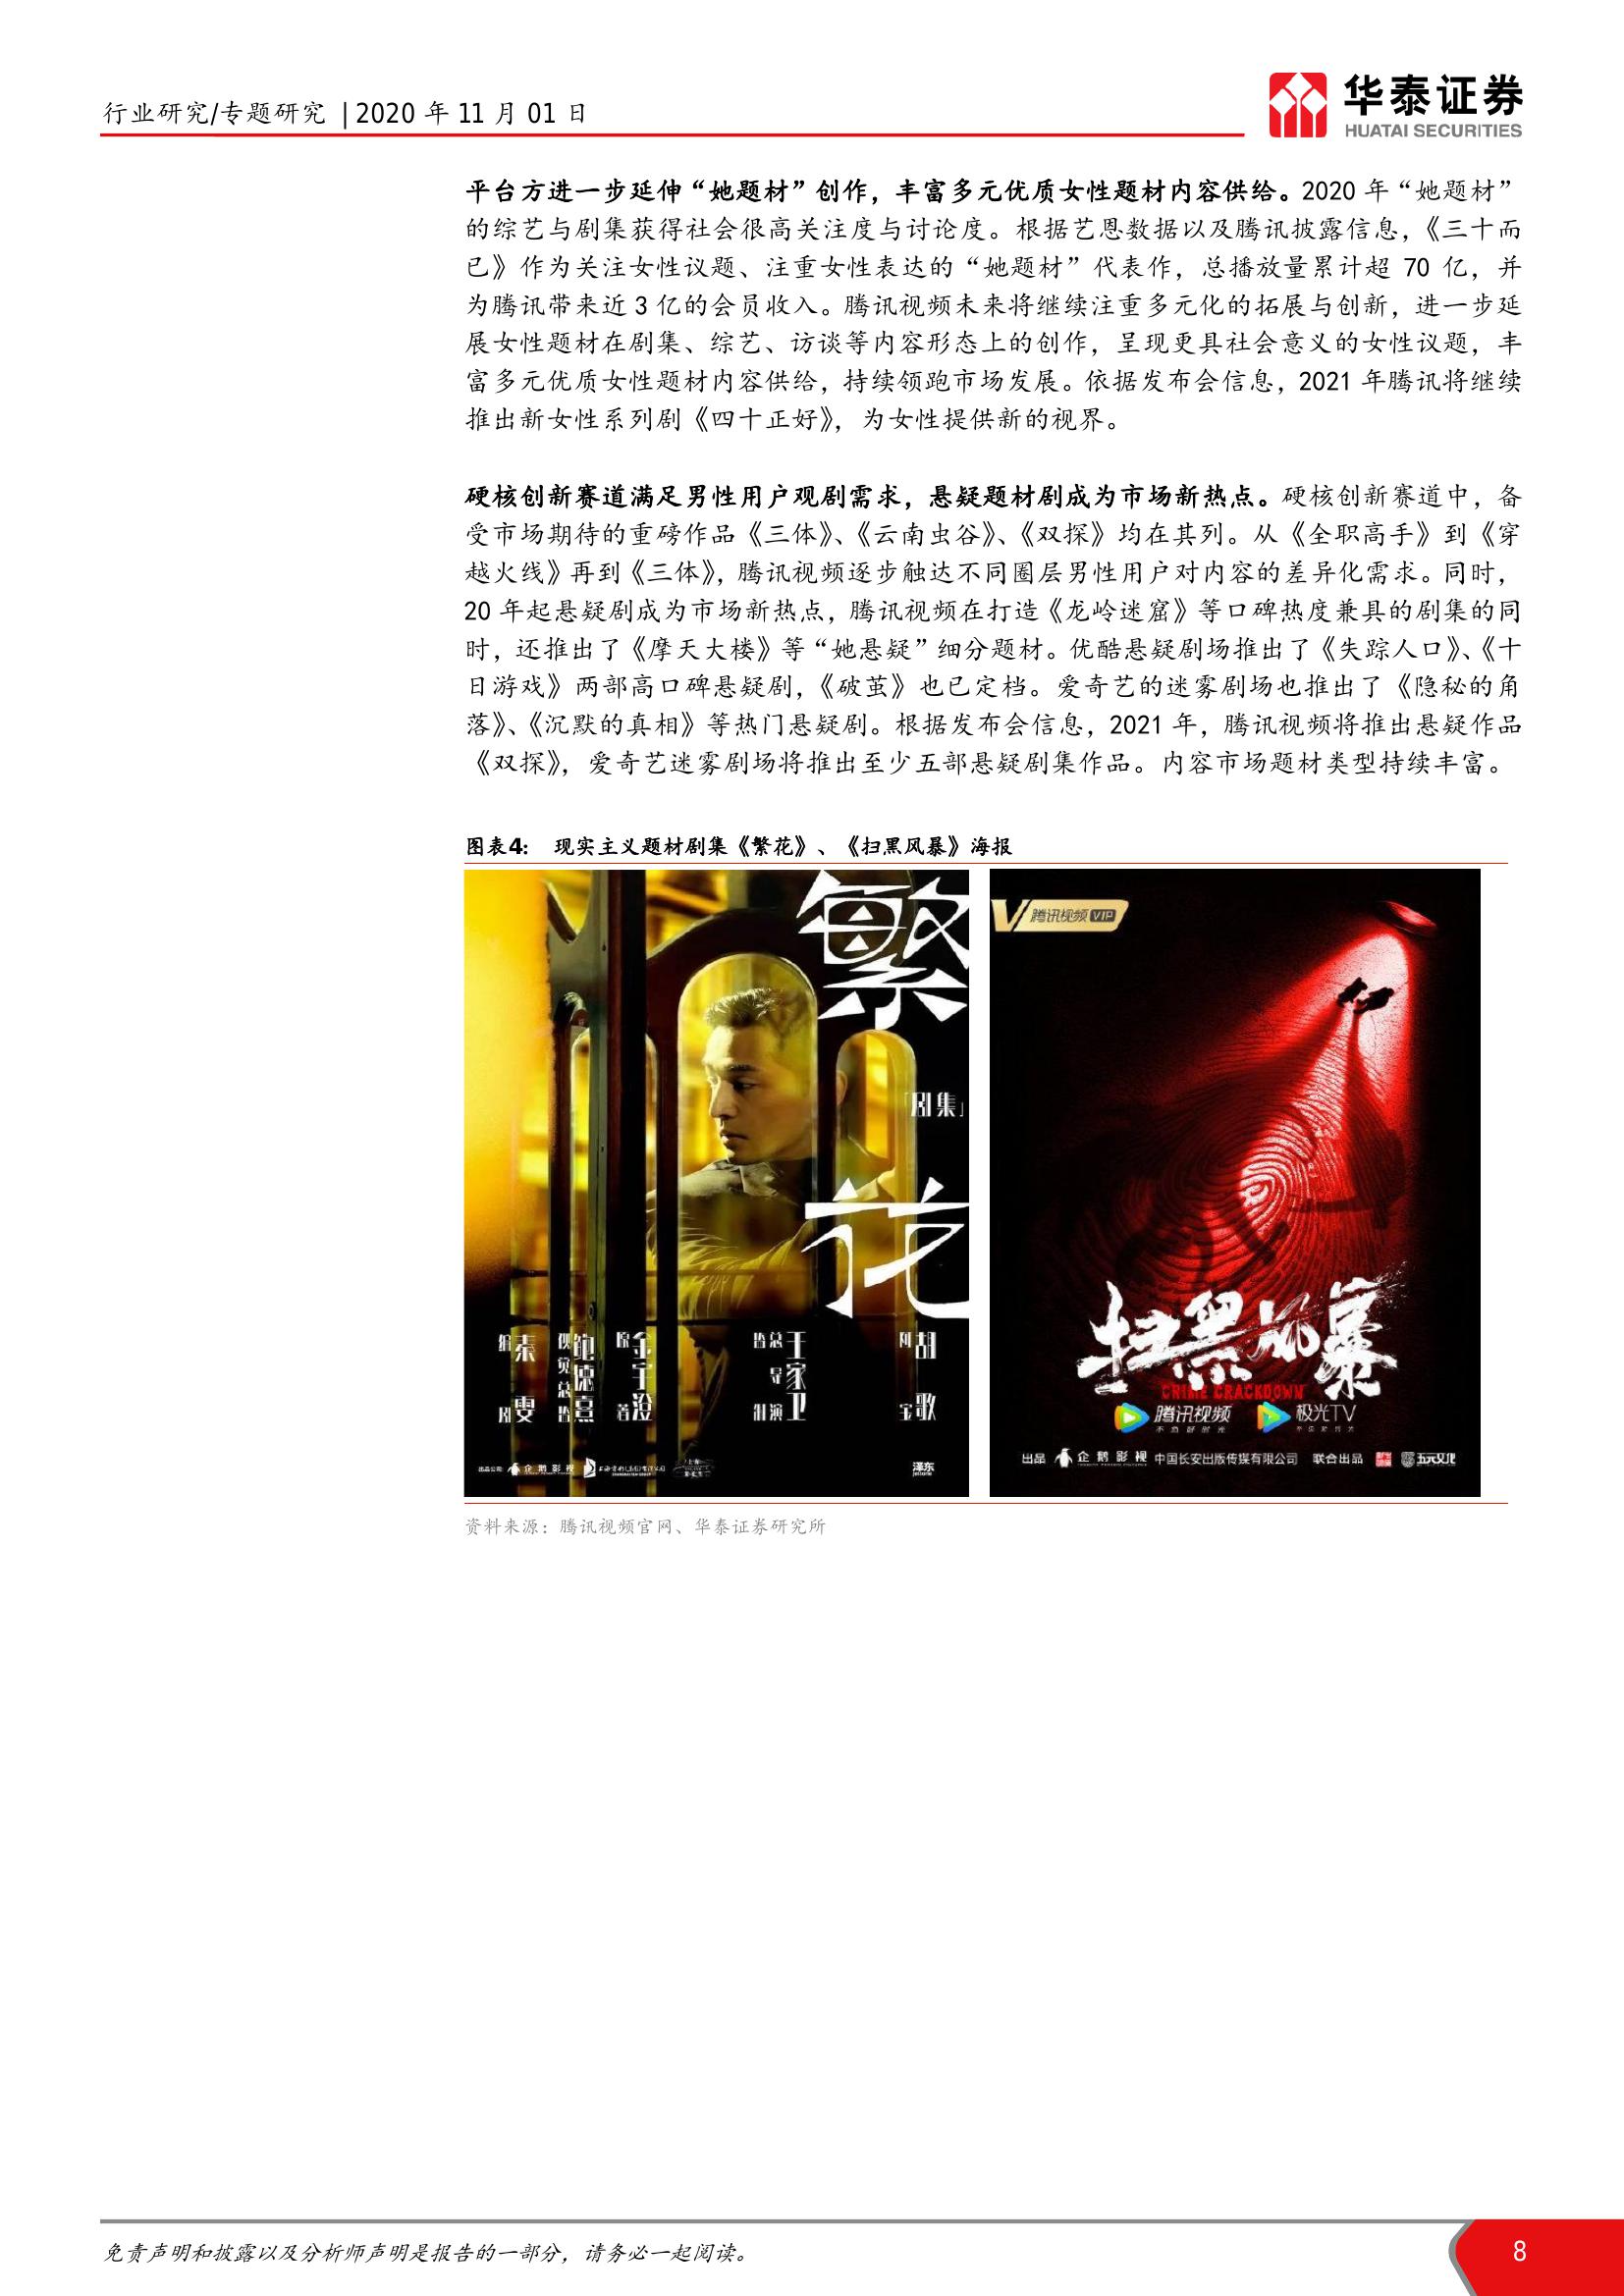 行业研究/专题研究 | 2020 年 11 月 01 日
华泰证券
HUATAI SECURITIES
平台方进一步延伸“她题材”创作，丰富多元优质女性题材内容供给。2020 年“她题材”
的综艺与剧集获得社会很高关注度与讨论度。根据艺恩数据以及腾讯披露信息，《三十而
已》作为关注女性议题、注重女性表达的“她题材”代表作，总播放量累计超 70 亿，并
为腾讯带来近 3 亿的会员收入。腾讯视频未来将继续注重多元化的拓展与创新，进一步延
展女性题材在剧集、综艺、访谈等内容形态上的创作，呈现更具社会意义的女性议题，丰
富多元优质女性题材内容供给，持续领跑市场发展。依据发布会信息，2021 年腾讯将继续
推出新女性系列剧《四十正好》，为女性提供新的视界。
硬核创新赛道满足男性用户观剧需求，悬疑题材剧成为市场新热点。硬核创新赛道中，备
受市场期待的重磅作品《三体》、《云南虫谷》、《双探》均在其列。从《全职高手》到《穿
越火线》再到《三体》，腾讯视频逐步触达不同圈层男性用户对内容的差异化需求。同时，
20 年起悬疑剧成为市场新热点，腾讯视频在打造《龙岭迷窟》等口碑热度兼具的剧集的同
时，还推出了《摩天大楼》等“她悬疑”细分题材。优酷悬疑剧场推出了《失踪人口》、《十
日游戏》两部高口碑悬疑剧，《破茧》也已定档。爱奇艺的迷雾剧场也推出了《隐秘的角
落》、《沉默的真相》等热门悬疑剧。根据发布会信息，2021 年，腾讯视频将推出悬疑作品
《双探》，爱奇艺迷雾剧场将推出至少五部悬疑剧集作品。内容市场题材类型持续丰富。
图表4： 现实主义题材剧集《繁花》、《扫黑风暴》海报
繁
「剧集」
花
编剧 秦雯
视觉总监 鲍德熹
原著 金宇澄
监制 总导演 王家卫
阿宝 胡歌
出品公司 企鹅影视
泽东
腾讯视频 VIP
扫黑风暴
CRIME CRACKDOWN
腾讯视频 极光TV
出品 企鹅影视 中国长安出版传媒有限公司 联合出品 五元文化
资料来源：腾讯视频官网、华泰证券研究所
免责声明和披露以及分析师声明是报告的一部分，请务必一起阅读。
8